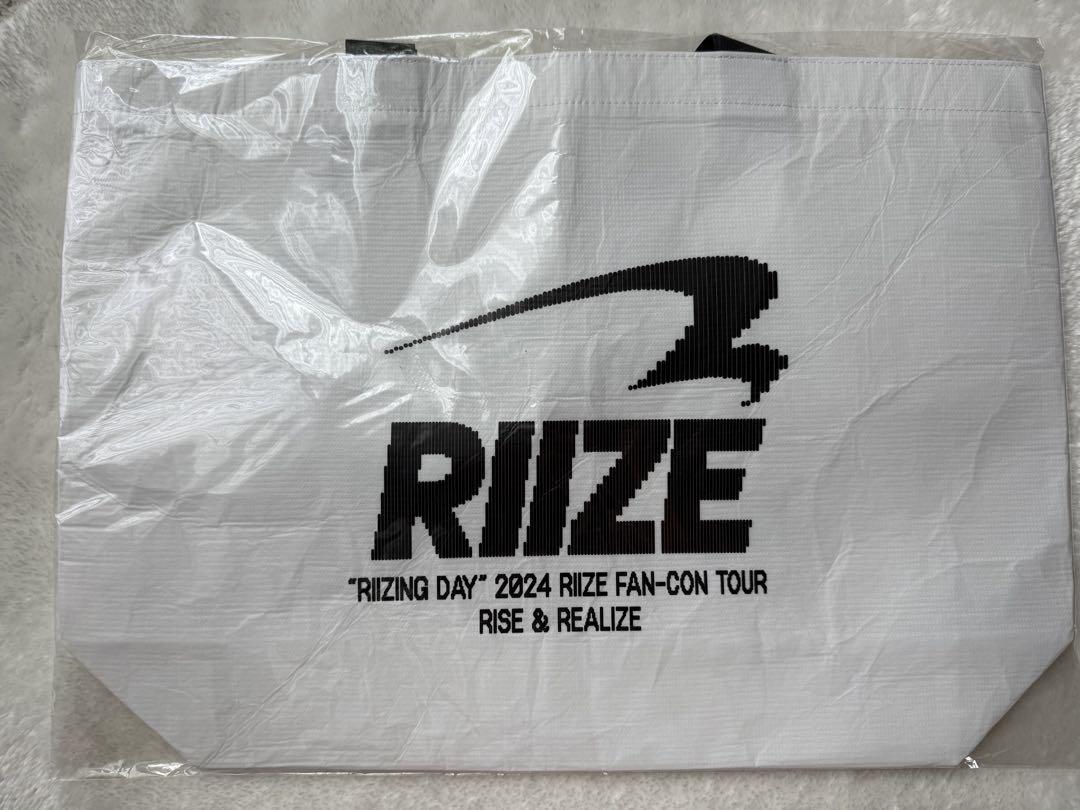 RIIZE
"RIIZING DAY" 2024 RIIZE FAN-CON TOUR
RISE & REALIZE